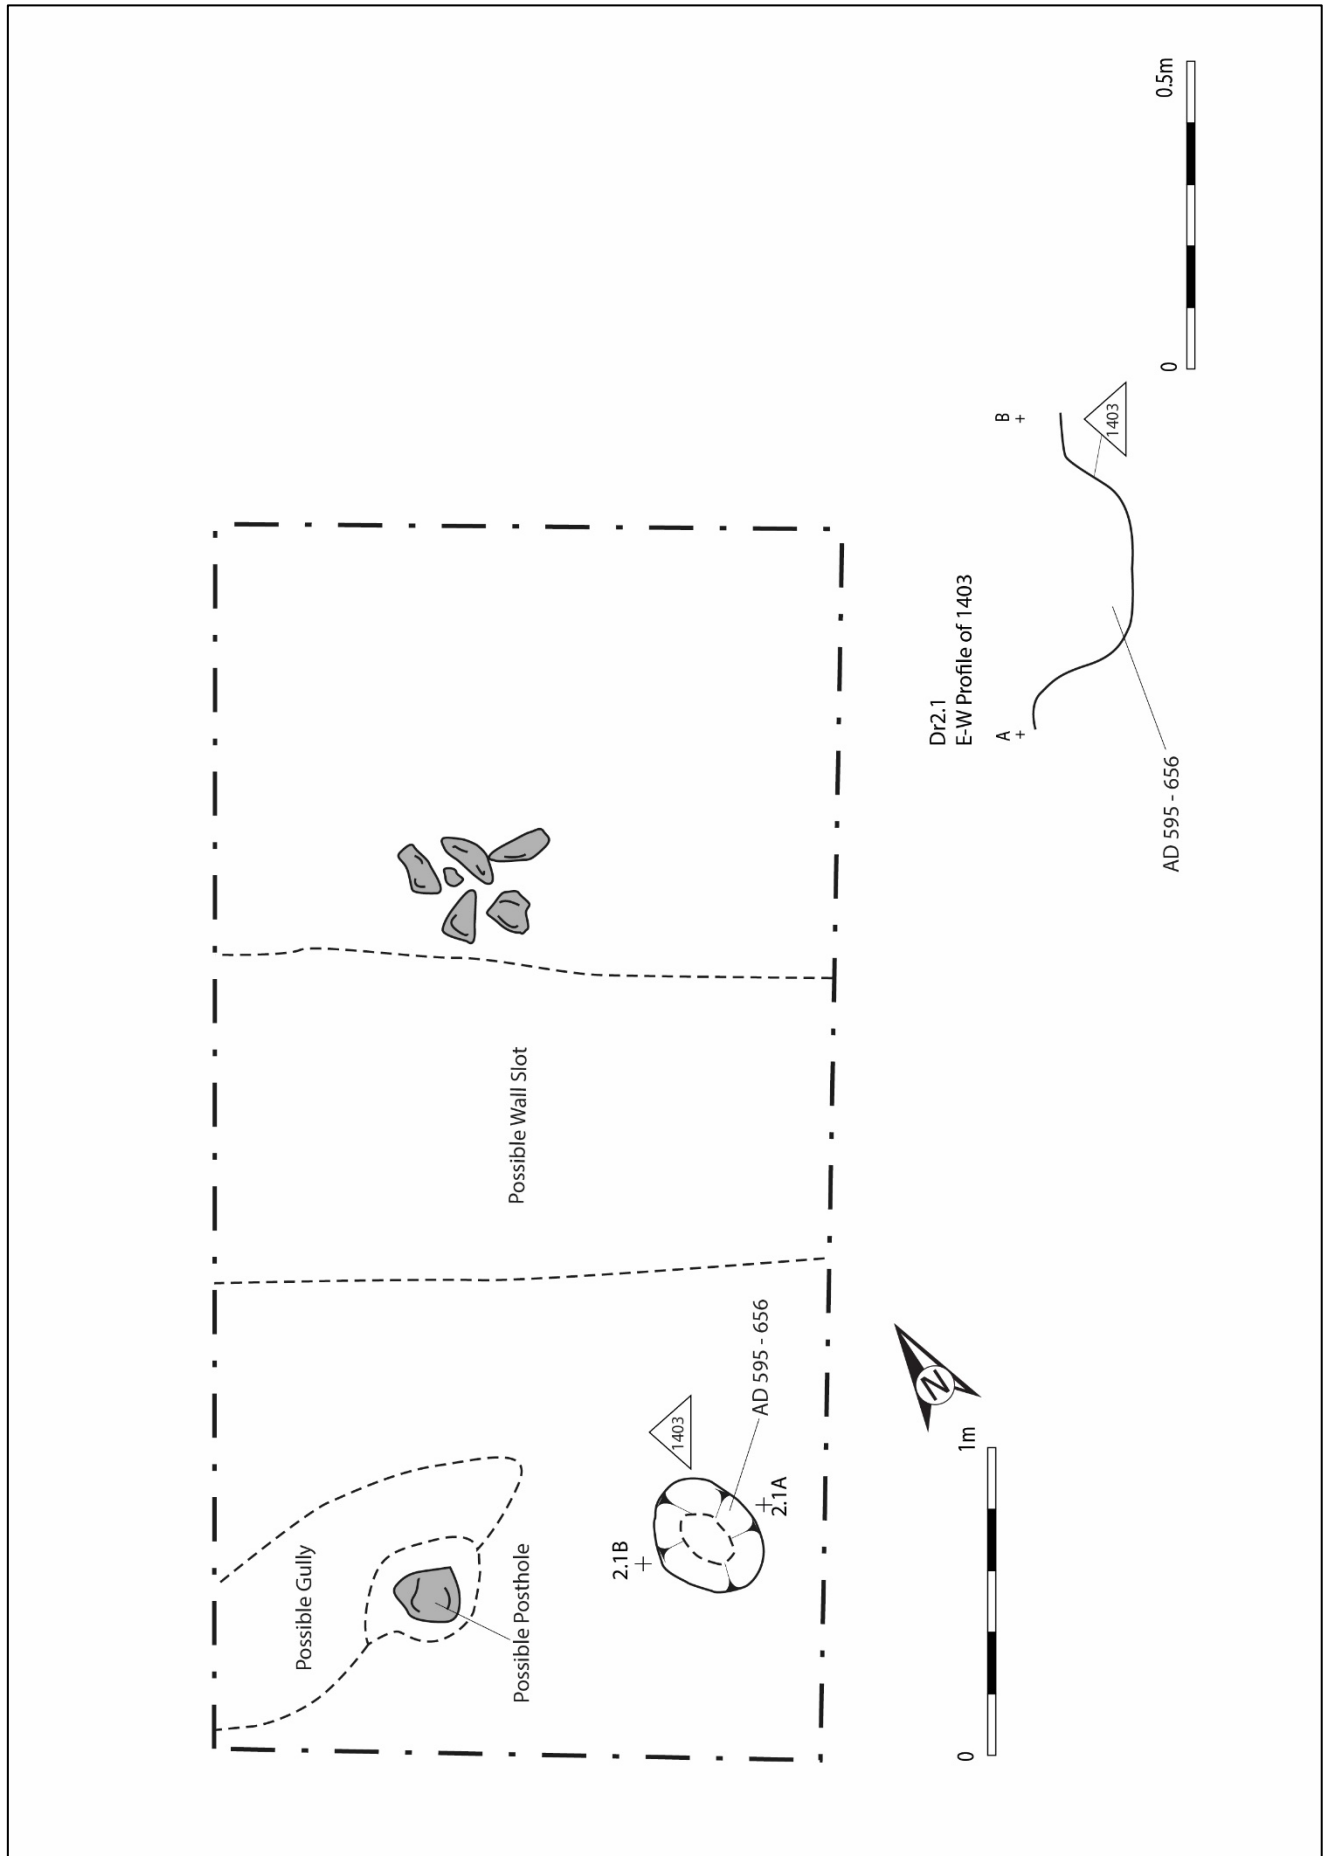 Possible Gully
Possible Posthole
Possible Wall Slot
2.1B
1403
2.1A
AD 595 - 656
N
0
1m
Dr2.1
E-W Profile of 1403
A
+
B
+
1403
AD 595 - 656
0
0.5m